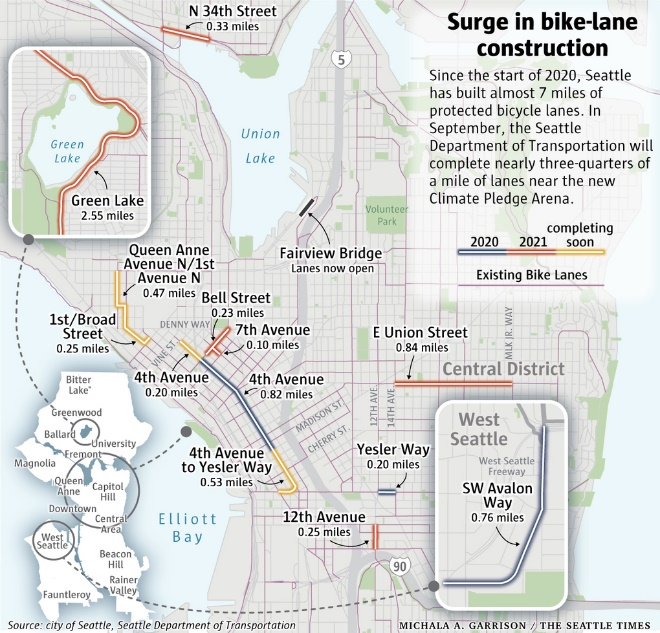 Surge in bike-lane
construction
Since the start of 2020, Seattle
has built almost 7 miles of
protected bicycle lanes. In
September, the Seattle
Department of Transportation will
complete nearly three-quarters of
a mile of lanes near the new
Climate Pledge Arena.
completing
2020 2021 soon
Existing Bike Lanes
N 34th Street
0.33 miles
5
Green
Lake
Green Lake
2.55 miles
Union
Lake
Volunteer
Park
Fairview Bridge
Lanes now open
Queen Anne
Avenue N/1st
Avenue N
0.47 miles
Bell Street
0.23 miles
DENNY WAY
7th Avenue
0.10 miles
1st/Broad
Street
0.25 miles
VINE ST.
4th Avenue
0.20 miles
4th Avenue
0.82 miles
E Union Street
0.84 miles
MLK JR. WAY
Central District
12TH AVE.
14TH AVE.
MADISON ST.
CHERRY ST.
4th Avenue
to Yesler Way
0.53 miles
Yesler Way
0.20 miles
12th Avenue
0.25 miles
90
Elliott
Bay
West
Seattle
West Seattle
Freeway
SW Avalon
Way
0.76 miles
Bitter
Lake
Greenwood
Ballard
University
Fremont
Magnolia
Queen
Anne
Capitol
Hill
Downtown
Central
Area
West
Seattle
Beacon
Hill
Rainer
Valley
Fauntleroy
Source: city of Seattle, Seattle Department of Transportation
MICHALA A. GARRISON / THE SEATTLE TIMES